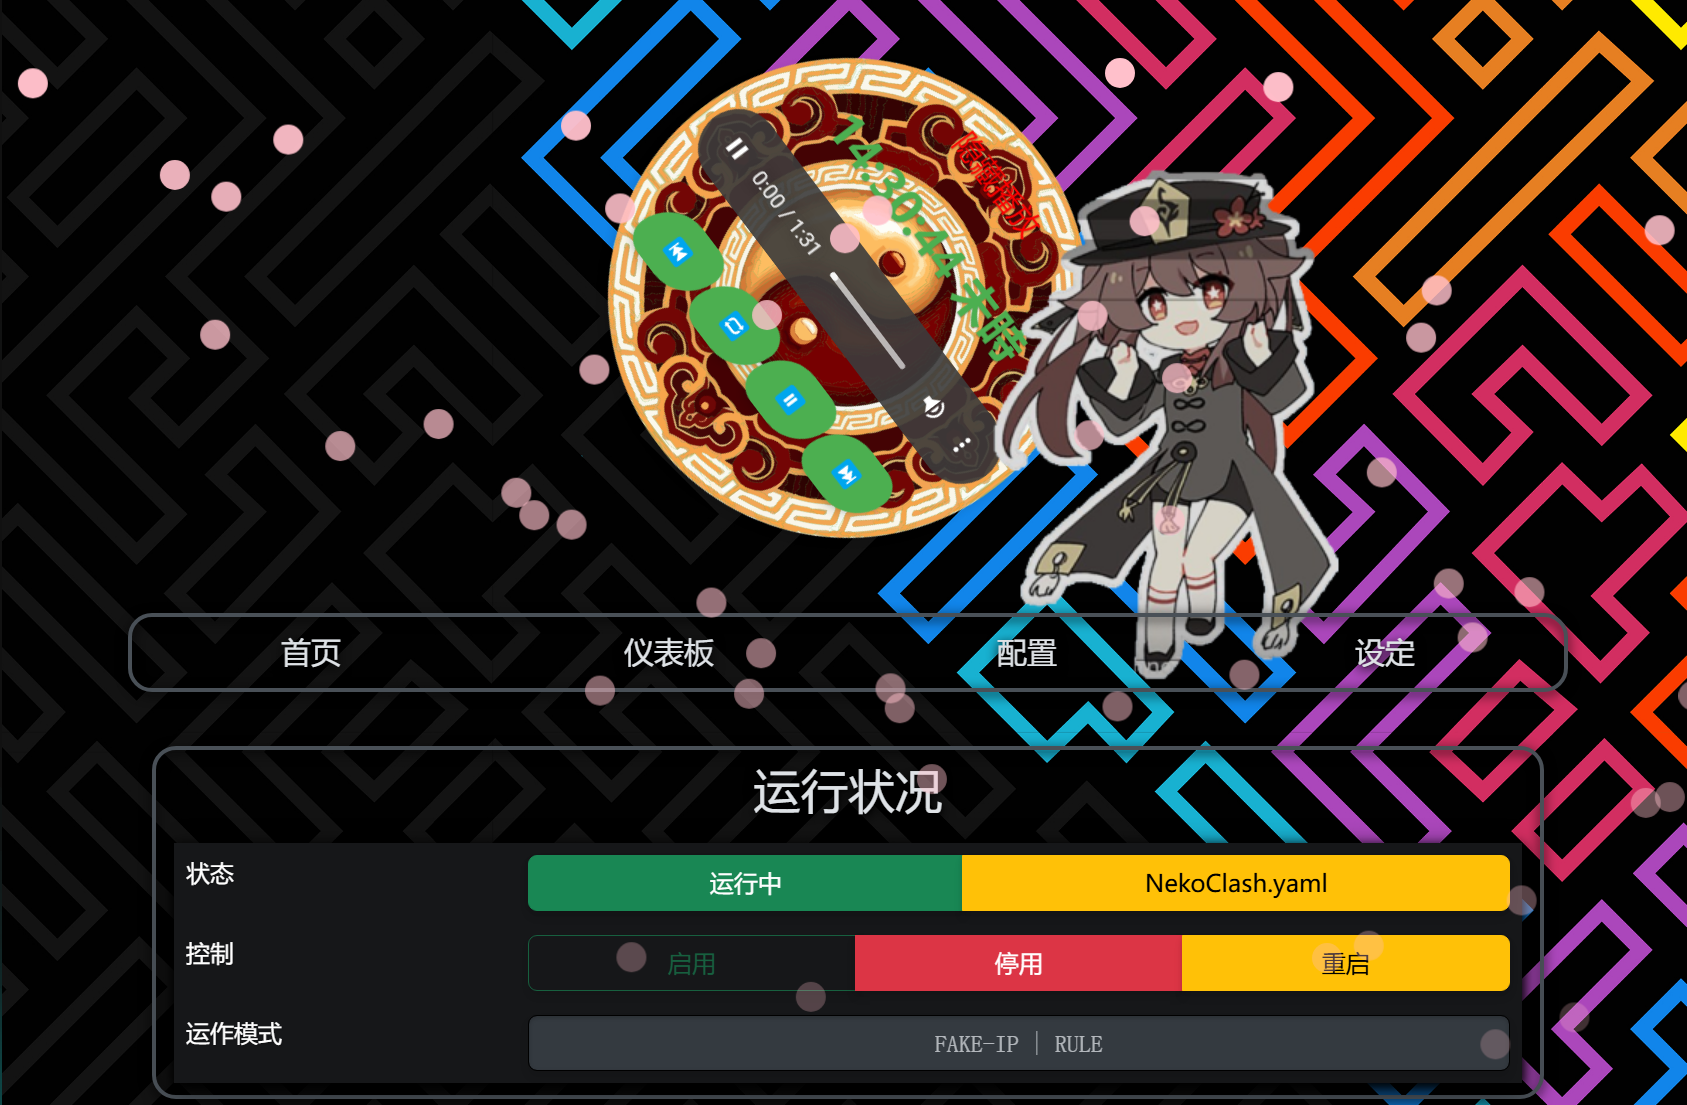 14:30:44 未時
0:00 / 1:31
首页
仪表板
配置
设定
运行状况
状态
运行中
NekoClash.yaml
控制
启用
停用
重启
运作模式
FAKE-IP | RULE